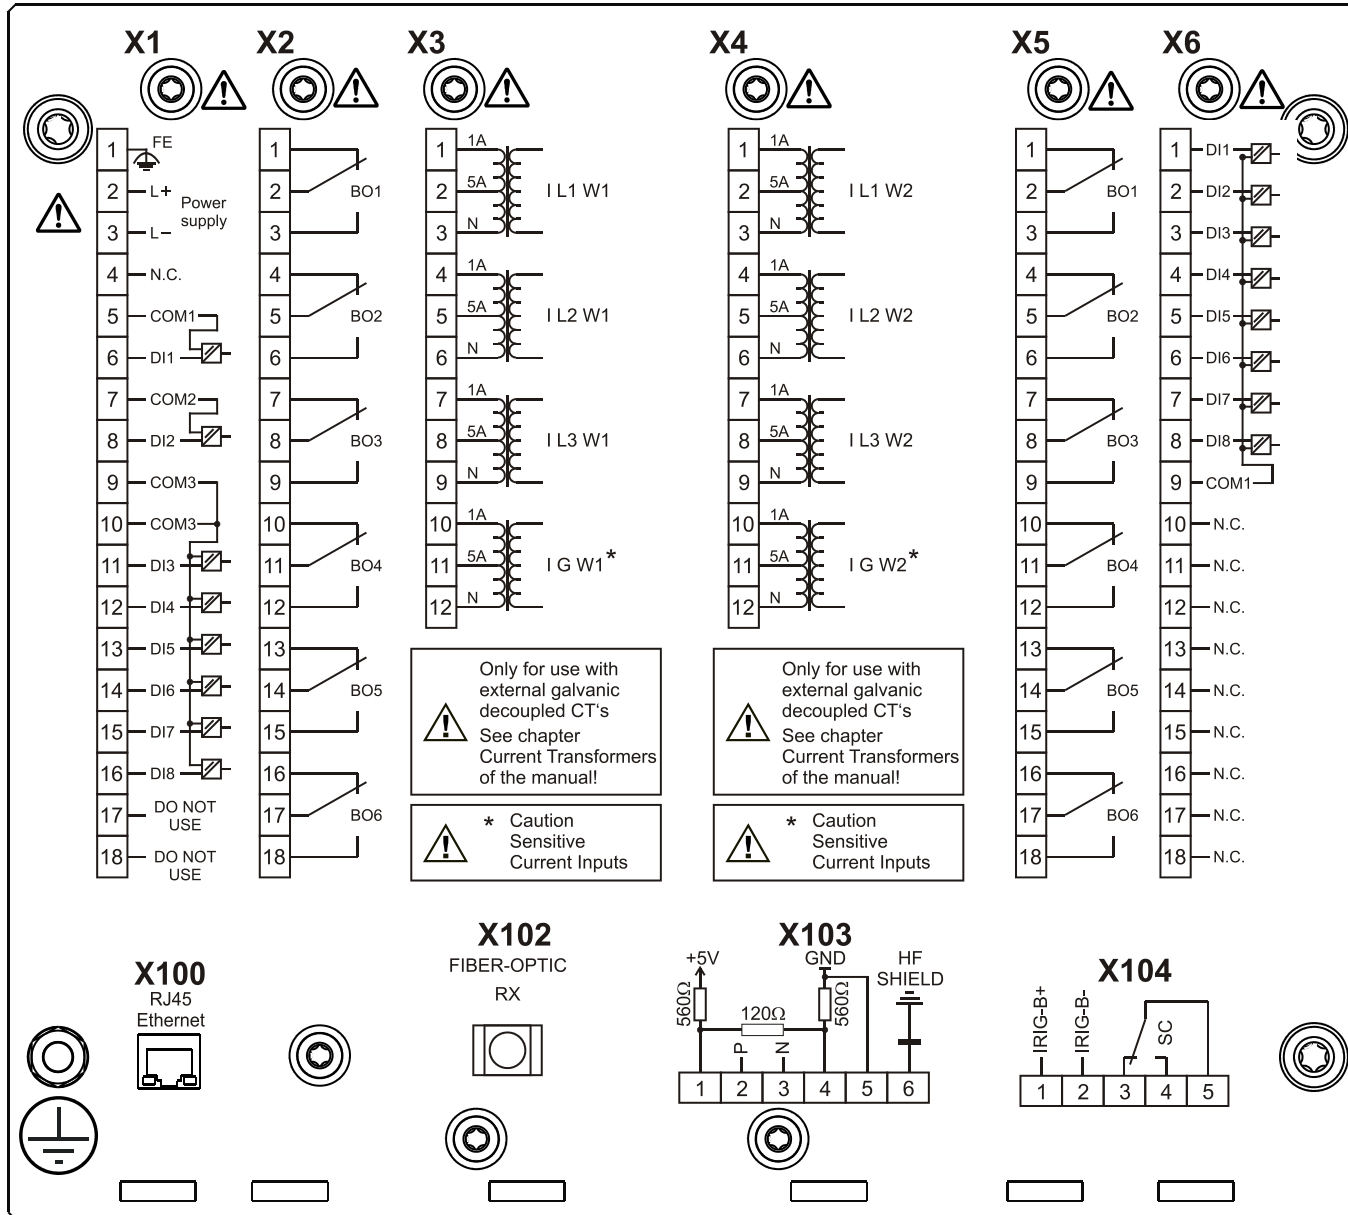 X1
X2
X3
X4
X5
X6
1 FE
2 L+
Power
supply
3 L–
4 N.C.
5 COM1
6 DI1
7 COM2
8 DI2
9 COM3
10 COM3
11 DI3
12 DI4
13 DI5
14 DI6
15 DI7
16 DI8
17 DO NOT
USE
18 DO NOT
USE
1
2 BO1
3
4
5 BO2
6
7
8 BO3
9
10
11 BO4
12
13
14 BO5
15
16
17 BO6
18
1 1A
2 5A I L1 W1
3 N
4 1A
5 5A I L2 W1
6 N
7 1A
8 5A I L3 W1
9 N
10 1A
11 5A I G W1*
12 N
Only for use with
external galvanic
decoupled CT‘s
See chapter
Current Transformers
of the manual!
* Caution
Sensitive
Current Inputs
1 1A
2 5A I L1 W2
3 N
4 1A
5 5A I L2 W2
6 N
7 1A
8 5A I L3 W2
9 N
10 1A
11 5A I G W2*
12 N
Only for use with
external galvanic
decoupled CT‘s
See chapter
Current Transformers
of the manual!
* Caution
Sensitive
Current Inputs
1
2 BO1
3
4
5 BO2
6
7
8 BO3
9
10
11 BO4
12
13
14 BO5
15
16
17 BO6
18
1 DI1
2 DI2
3 DI3
4 DI4
5 DI5
6 DI6
7 DI7
8 DI8
9 COM1
10 N.C.
11 N.C.
12 N.C.
13 N.C.
14 N.C.
15 N.C.
16 N.C.
17 N.C.
18 N.C.
X100
RJ45
Ethernet
X102
FIBER-OPTIC
RX
X103
+5V
GND
HF
SHIELD
560Ω
120Ω
560Ω
P
N
1 2 3 4 5 6
X104
IRIG-B+
IRIG-B-
SC
1 2 3 4 5